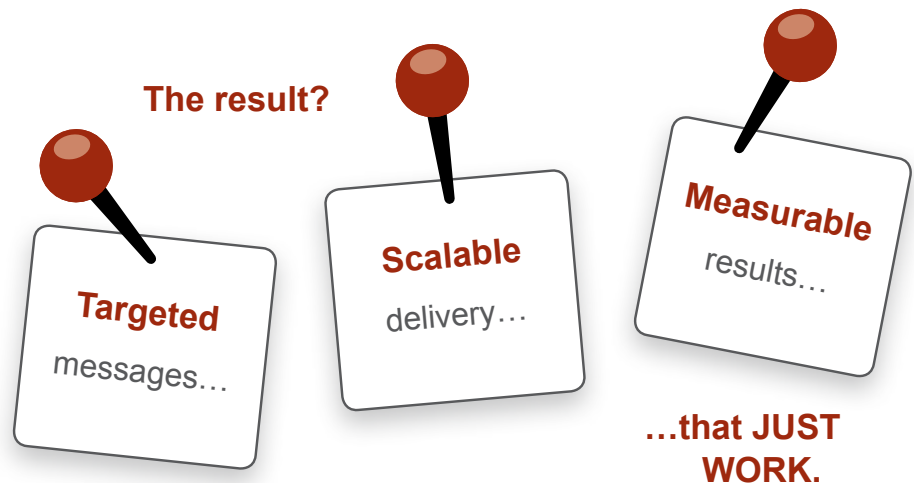 The result?
Targeted
messages…
Scalable
delivery…
Measurable
results…
…that JUST
WORK.